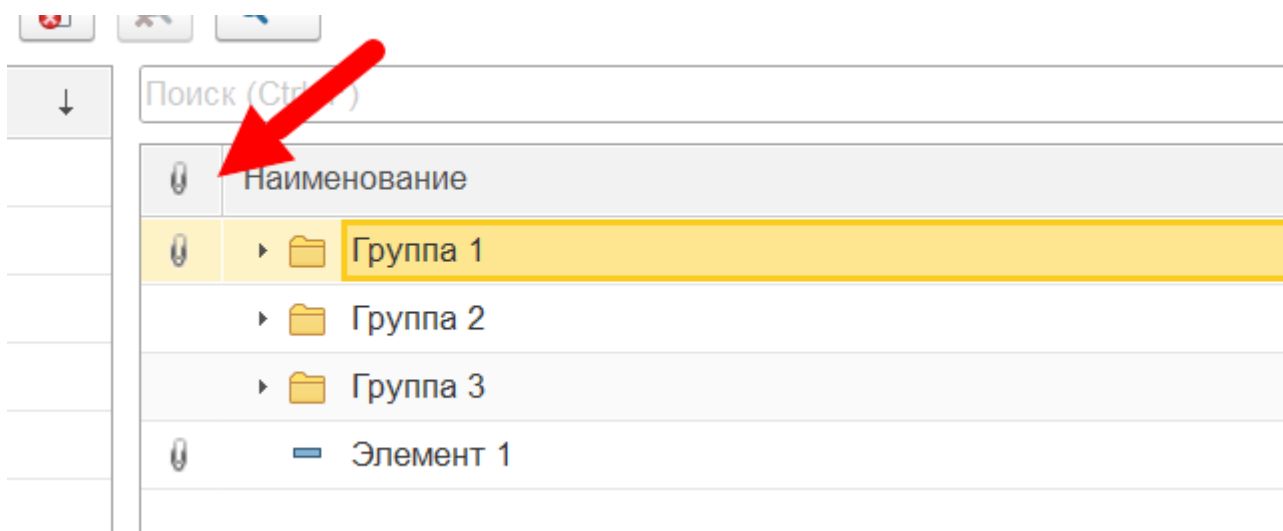 Поиск (Ctrl
)
Наименование
Группа 1
Группа 2
Группа 3
Элемент 1